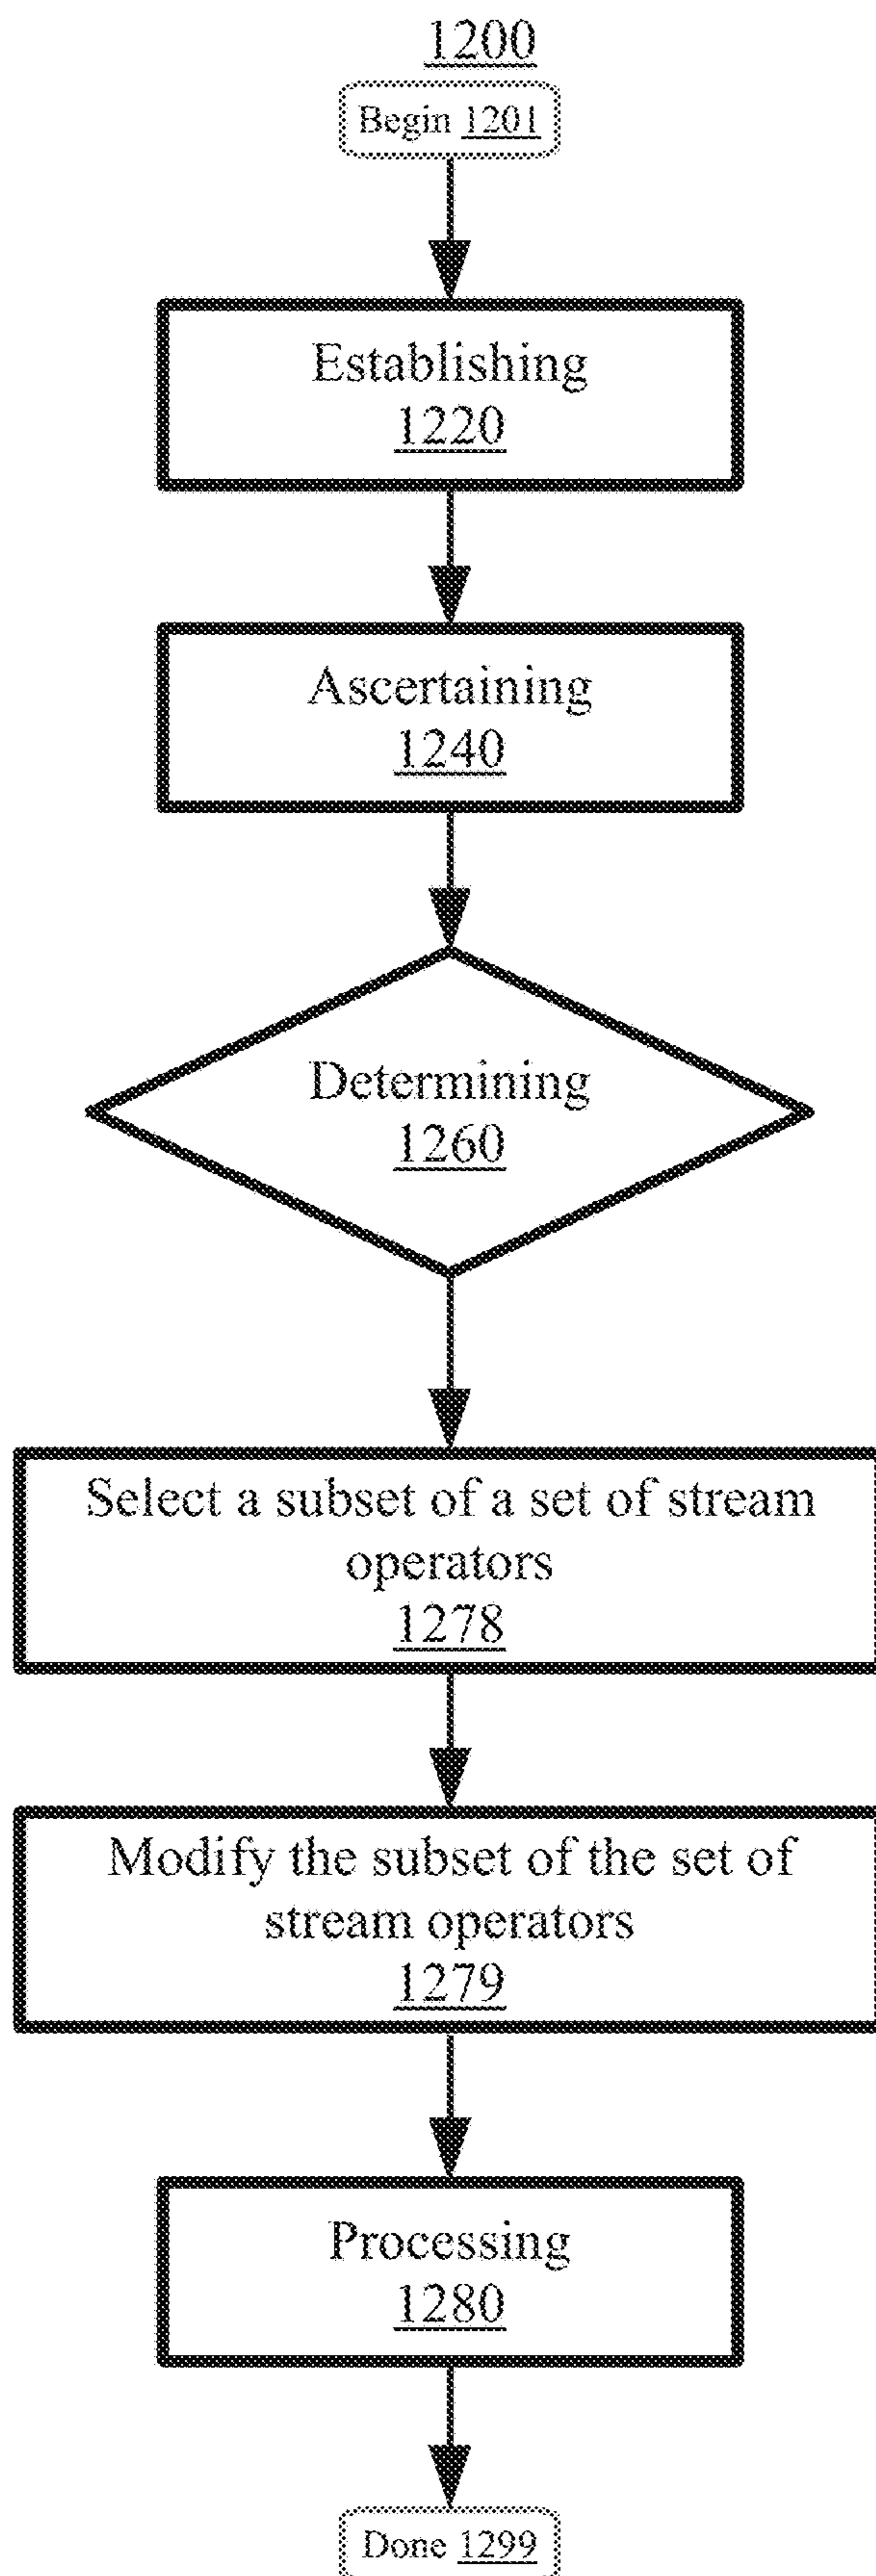 1200
Begin 1201
Establishing
1220
Ascertaining
1240
Determining
1260
Select a subset of a set of stream
operators
1278
Modify the subset of the set of
stream operators
1279
Processing
1280
Done 1299